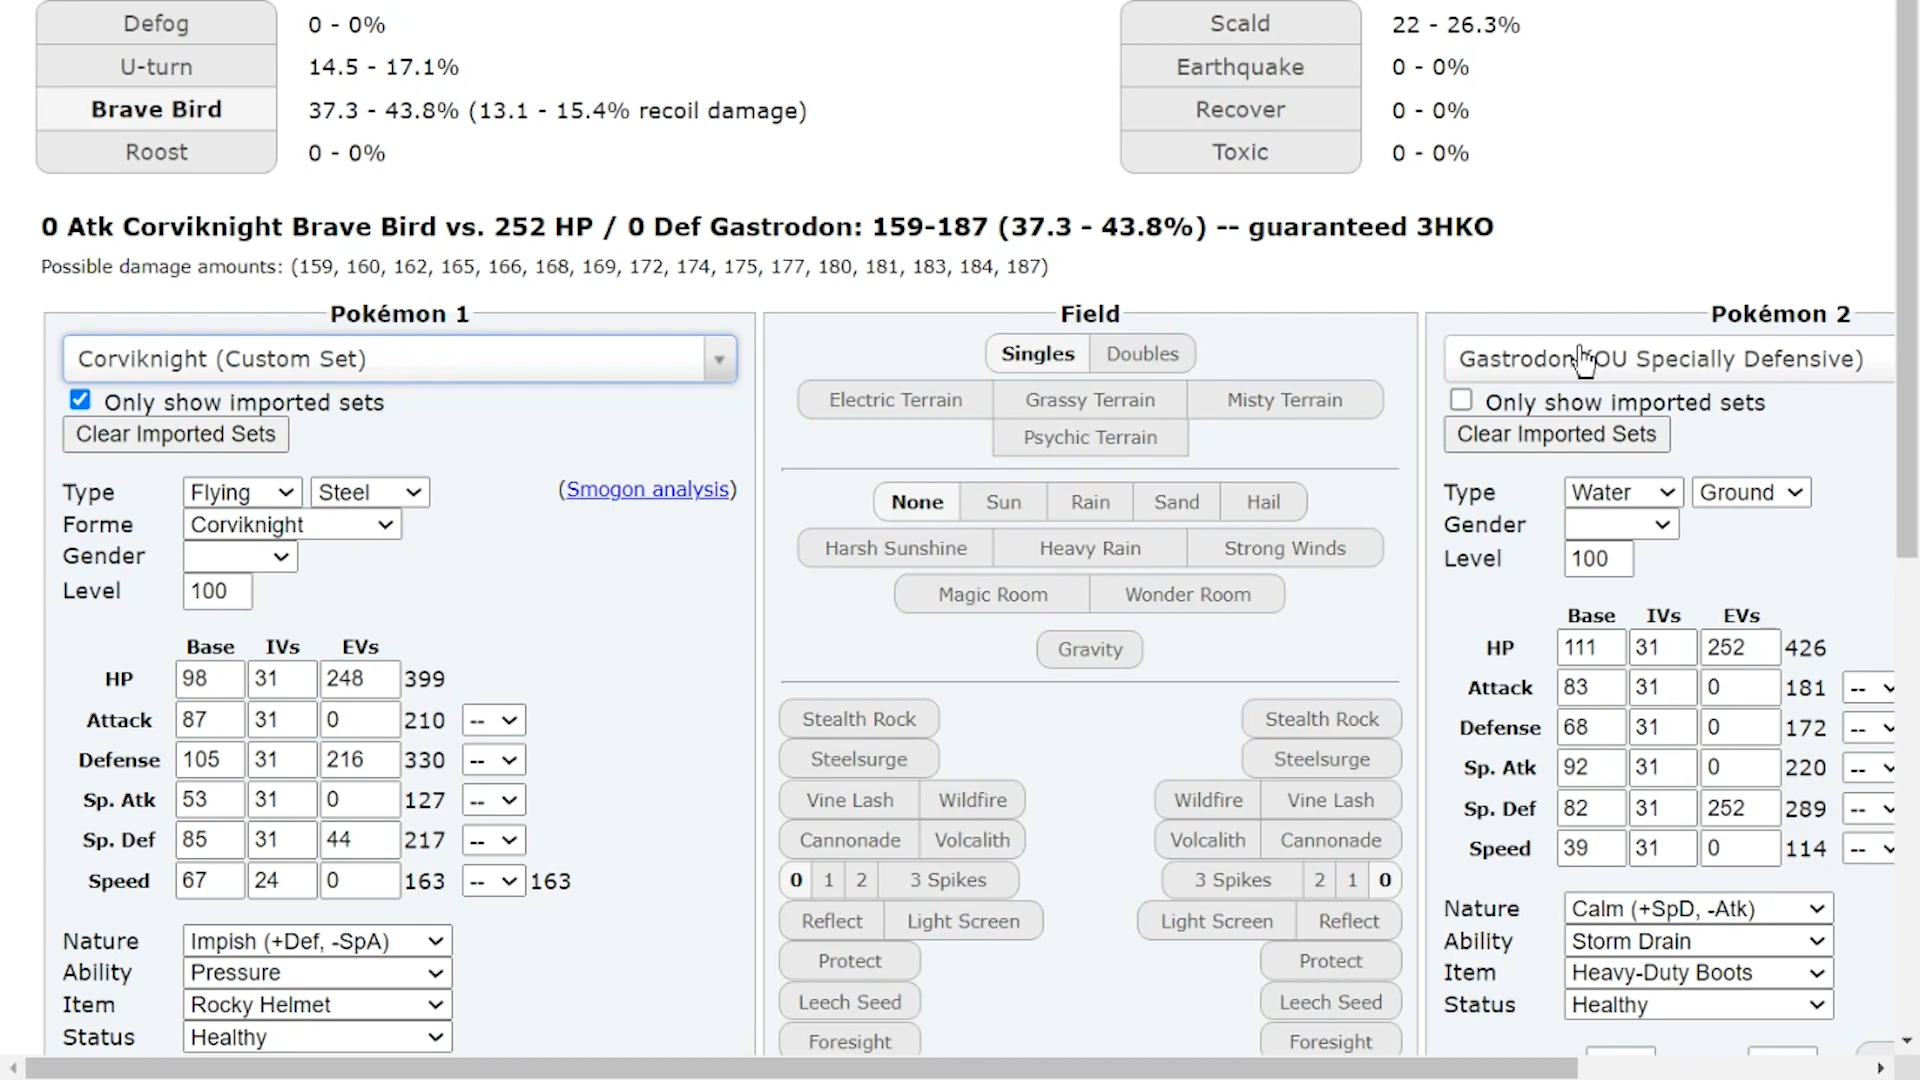 Defog 0 - 0% Scald 22 - 26.3%
U-turn 14.5 - 17.1% Earthquake 0 - 0%
Brave Bird 37.3 - 43.8% (13.1 - 15.4% recoil damage) Recover 0 - 0%
Roost 0 - 0% Toxic 0 - 0%
0 Atk Corviknight Brave Bird vs. 252 HP / 0 Def Gastrodon: 159-187 (37.3 - 43.8%) -- guaranteed 3HKO
Possible damage amounts: (159, 160, 162, 165, 166, 168, 169, 172, 174, 175, 177, 180, 181, 183, 184, 187)
Pokémon 1
Corviknight (Custom Set)
Only show imported sets
Clear Imported Sets
Type Flying Steel (Smogon analysis)
Forme Corviknight
Gender
Level 100
Base IVs EVs
HP 98 31 248 399
Attack 87 31 0 210 --
Defense 105 31 216 330 --
Sp. Atk 53 31 0 127 --
Sp. Def 85 31 44 217 --
Speed 67 24 0 163 -- 163
Nature Impish (+Def, -SpA)
Ability Pressure
Item Rocky Helmet
Status Healthy
Field
Singles Doubles
Electric Terrain Grassy Terrain Misty Terrain
Psychic Terrain
None Sun Rain Sand Hail
Harsh Sunshine Heavy Rain Strong Winds
Magic Room Wonder Room
Gravity
Stealth Rock Stealth Rock
Steelsurge Steelsurge
Vine Lash Wildfire Wildfire Vine Lash
Cannonade Volcalith Volcalith Cannonade
0 1 2 3 Spikes 3 Spikes 2 1 0
Reflect Light Screen Light Screen Reflect
Protect Protect
Leech Seed Leech Seed
Foresight Foresight
Pokémon 2
Gastrodon (OU Specially Defensive)
Only show imported sets
Clear Imported Sets
Type Water Ground
Gender
Level 100
Base IVs EVs
HP 111 31 252 426
Attack 83 31 0 181 --
Defense 68 31 0 172 --
Sp. Atk 92 31 0 220 --
Sp. Def 82 31 252 289 --
Speed 39 31 0 114 --
Nature Calm (+SpD, -Atk)
Ability Storm Drain
Item Heavy-Duty Boots
Status Healthy